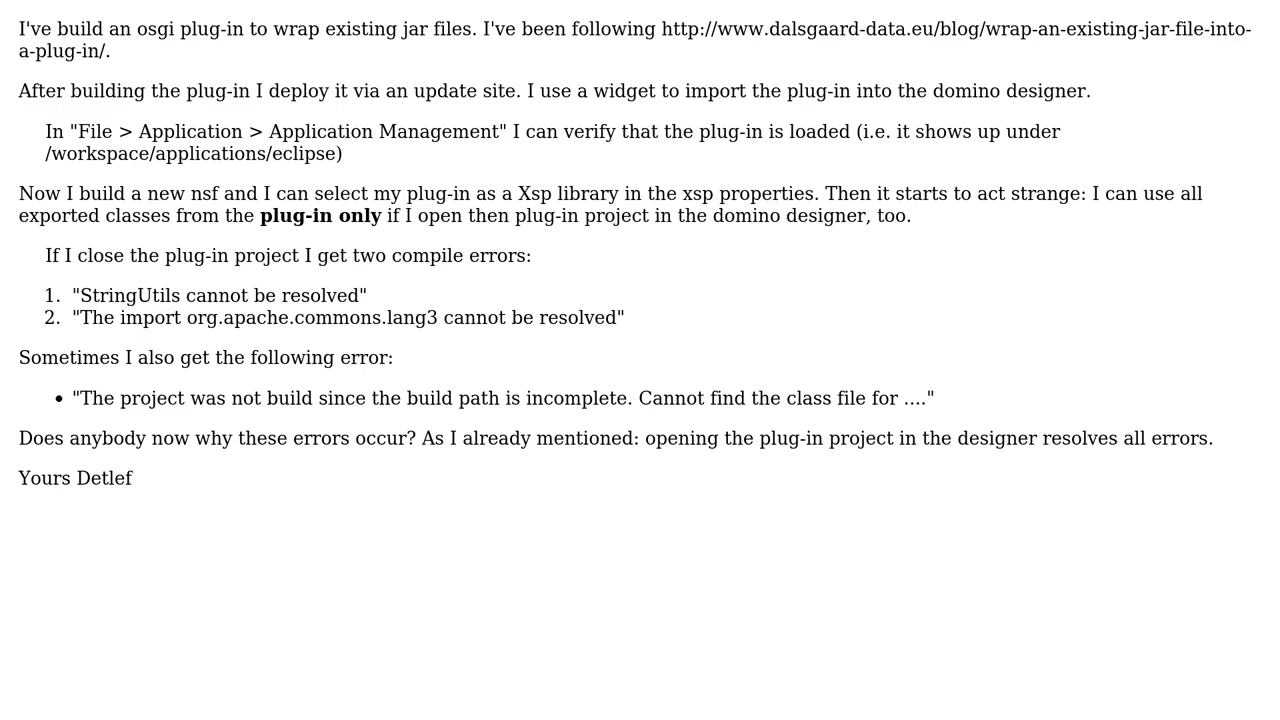 I've build an osgi plug-in to wrap existing jar files. I've been following http://www.dalsgaard-data.eu/blog/wrap-an-existing-jar-file-into-
a-plug-in/.
After building the plug-in I deploy it via an update site. I use a widget to import the plug-in into the domino designer.
In "File > Application > Application Management" I can verify that the plug-in is loaded (i.e. it shows up under
/workspace/applications/eclipse)
Now I build a new nsf and I can select my plug-in as a Xsp library in the xsp properties. Then it starts to act strange: I can use all
exported classes from the plug-in only if I open then plug-in project in the domino designer, too.
If I close the plug-in project I get two compile errors:
1. "StringUtils cannot be resolved"
2. "The import org.apache.commons.lang3 cannot be resolved"
Sometimes I also get the following error:
• "The project was not build since the build path is incomplete. Cannot find the class file for ...."
Does anybody now why these errors occur? As I already mentioned: opening the plug-in project in the designer resolves all errors.
Yours Detlef